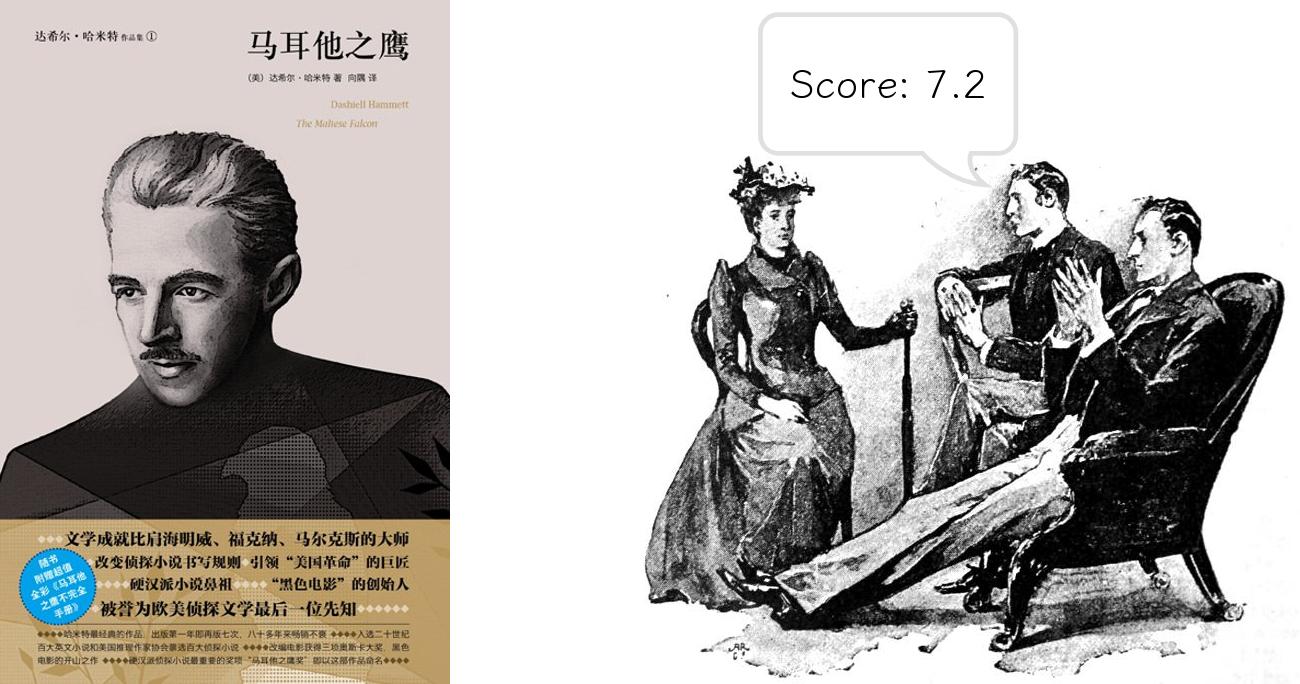 达希尔·哈米特 作品集 ①
马耳他之鹰
（美）达希尔·哈米特 著 向隅 译
Dashiell Hammett
The Maltese Falcon
文学成就比肩海明威、福克纳、马尔克斯的大师
改变侦探小说书写规则 引领“美国革命”的巨匠
硬汉派小说鼻祖 “黑色电影”的创始人
被誉为欧美侦探文学最后一位先知
随书
附赠超值
全彩《马耳他
之鹰不完全
手册》
哈米特最经典的作品，出版第一年即再版七次，八十多年来畅销不衰 入选二十世纪
百大英文小说和美国推理作家协会票选百大侦探小说 改编电影获得三项奥斯卡大奖，黑色
电影的开山之作 硬汉派侦探小说最重要的奖项“马耳他之鹰奖”即以这部作品命名
Score: 7.2